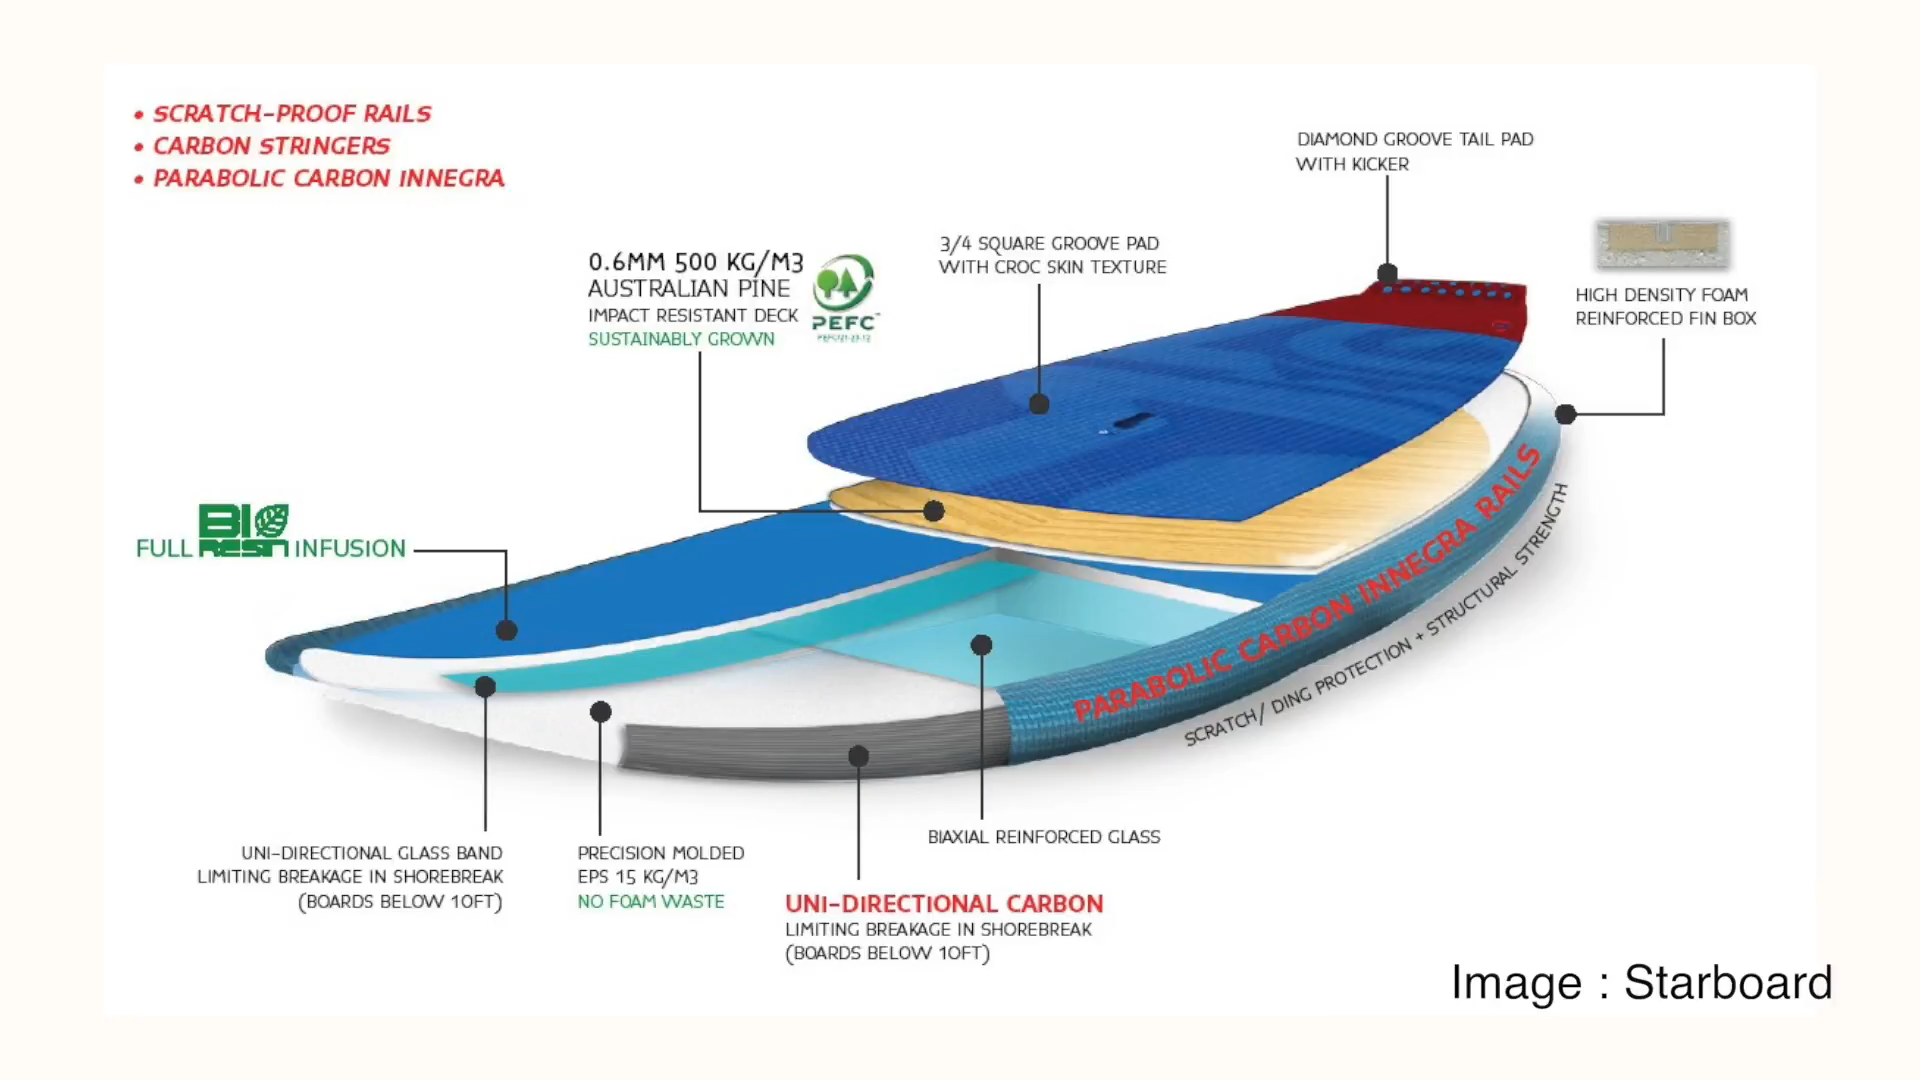 • SCRATCH-PROOF RAILS
• CARBON STRINGERS
• PARABOLIC CARBON INNEGRA
DIAMOND GROOVE TAIL PAD
WITH KICKER
3/4 SQUARE GROOVE PAD
WITH CROC SKIN TEXTURE
0.6MM 500 KG/M3
AUSTRALIAN PINE
IMPACT RESISTANT DECK
SUSTAINABLY GROWN
PEFC™
HIGH DENSITY FOAM
REINFORCED FIN BOX
FULL BIO RESIN INFUSION
PARABOLIC CARBON INNEGRA RAILS
SCRATCH/ DING PROTECTION + STRUCTURAL STRENGTH
UNI-DIRECTIONAL GLASS BAND
LIMITING BREAKAGE IN SHOREBREAK
(BOARDS BELOW 10FT)
PRECISION MOLDED
EPS 15 KG/M3
NO FOAM WASTE
UNI-DIRECTIONAL CARBON
LIMITING BREAKAGE IN SHOREBREAK
(BOARDS BELOW 10FT)
BIAXIAL REINFORCED GLASS
Image : Starboard